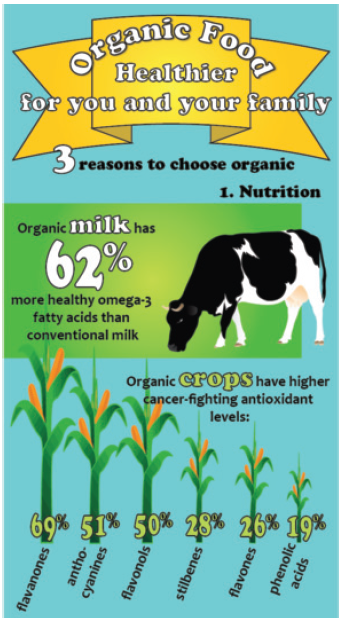 Organic Food
Healthier
for you and your family
3 reasons to choose organic
1. Nutrition
Organic milk has
62%
more healthy omega-3
fatty acids than
conventional milk
Organic crops have higher
cancer-fighting antioxidant
levels:
69% 51% 50% 28% 26% 19%
flavanones
antho-
cyanines
flavonols
stilbenes
flavones
phenolic
acids